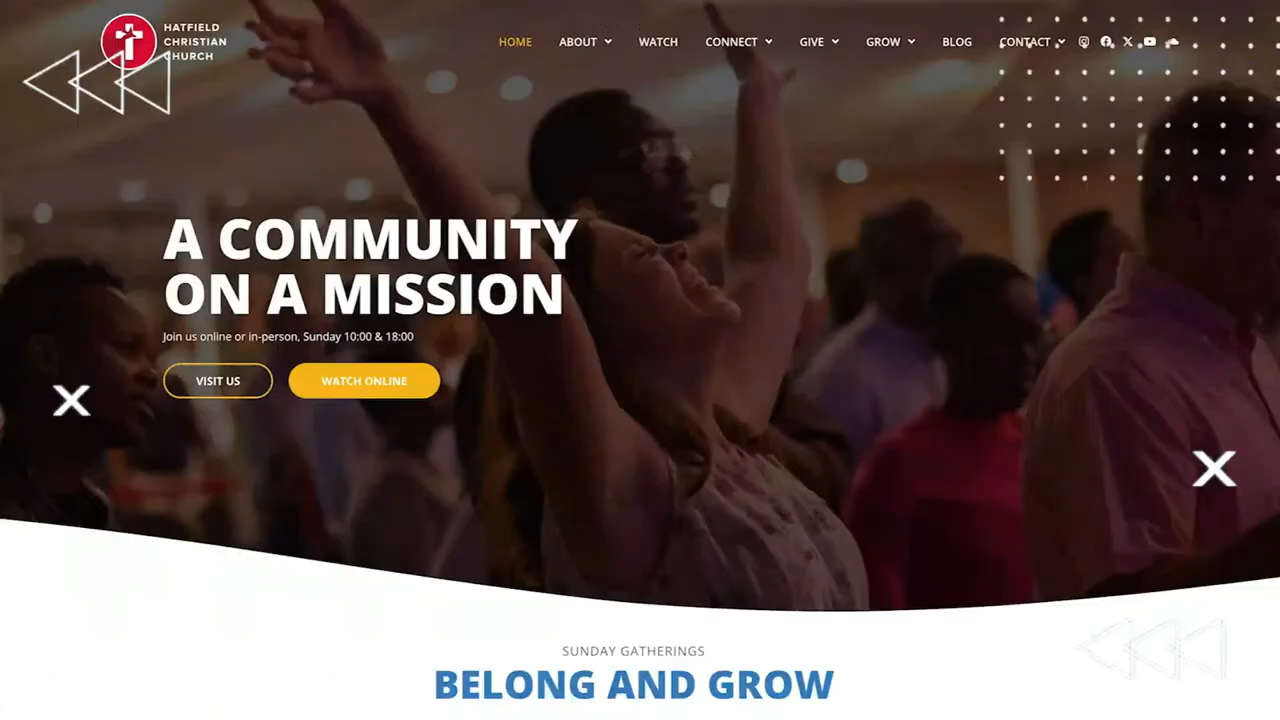 HATFIELD
CHRISTIAN
CHURCH
HOME
ABOUT
WATCH
CONNECT
GIVE
GROW
BLOG
CONTACT
A COMMUNITY
ON A MISSION
Join us online or in-person, Sunday 10:00 & 18:00
VISIT US
WATCH ONLINE
SUNDAY GATHERINGS
BELONG AND GROW